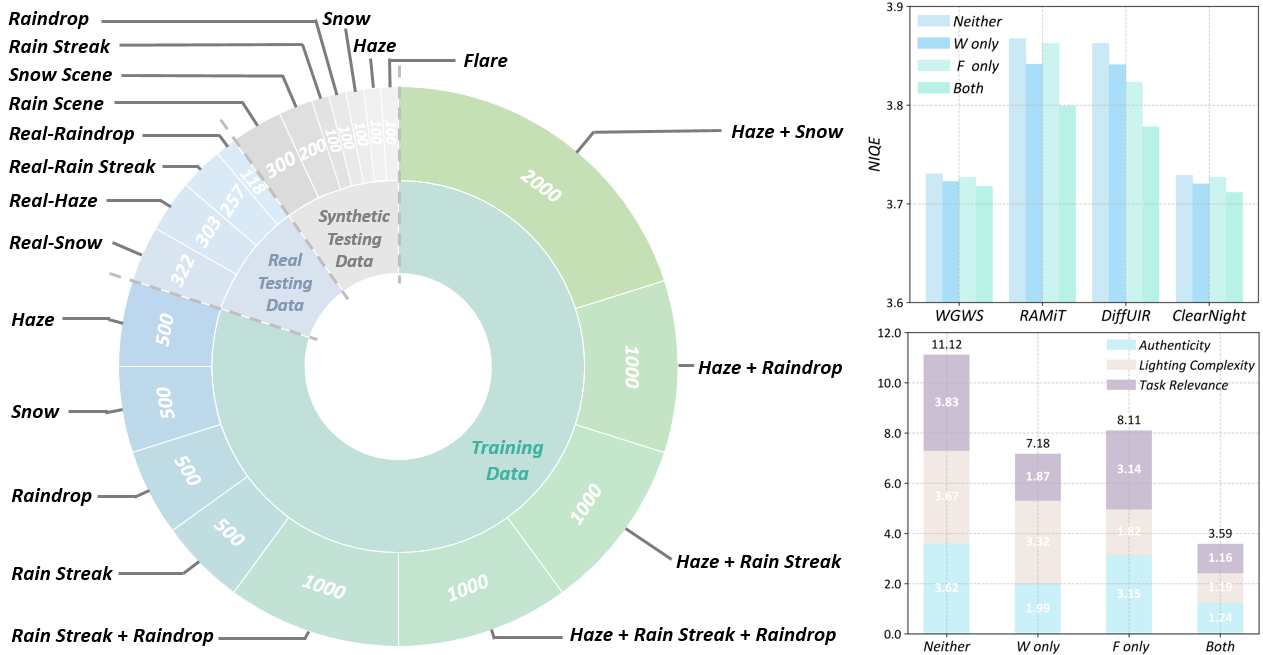 Raindrop
Snow
Rain Streak
Haze
Snow Scene
Flare
Rain Scene
Real-Raindrop
Real-Rain Streak
Real-Haze
Real-Snow
Haze
Snow
Raindrop
Rain Streak
Rain Streak + Raindrop
Haze + Snow
Haze + Raindrop
Haze + Rain Streak
Haze + Rain Streak + Raindrop
300
200
100
100
100
100
100
118
257
303
322
500
500
500
500
1000
1000
1000
1000
2000
Synthetic
Testing
Data
Real
Testing
Data
Training
Data
NIQE
3.9
3.8
3.7
3.6
Neither
W only
F only
Both
WGWS
RAMiT
DiffUIR
ClearNight
12.0
10.0
8.0
6.0
4.0
2.0
0.0
Authenticity
Lighting Complexity
Task Relevance
11.12
3.83
3.67
3.62
7.18
1.87
3.32
1.99
8.11
3.14
1.82
3.15
3.59
1.16
1.19
1.24
Neither
W only
F only
Both